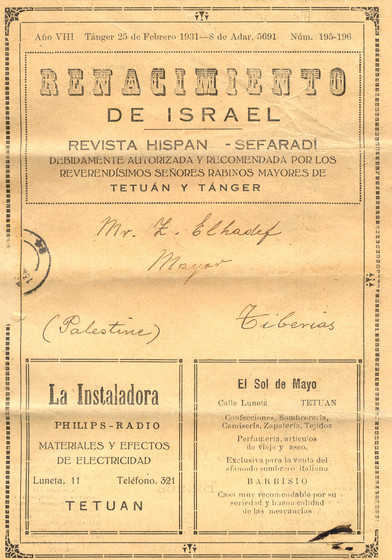 Año VIII Tánger 25 de Febrero 1931—8 de Adar, 5691 Núm. 195-196
RENACIMIENTO
DE ISRAEL
REVISTA HISPAN -SEFARADÍ
DEBIDAMENTE AUTORIZADA Y RECOMENDADA POR LOS
REVERENDÍSIMOS SEÑORES RABINOS MAYORES DE
TETUÁN Y TÁNGER
Mr. Z. Elhadef
Mayor
(Palestine) Tiberias
La Instaladora
PHILIPS-RADIO
MATERIALES Y EFECTOS
DE ELECTRICIDAD
Luneta, 11 Teléfono, 321
TETUAN
El Sol de Mayo
Calle Luneta TETUAN
Confecciones, Sombrerería,
Camisería, Zapatería, Tejidos
Perfumería, artículos
de viaje y aseo.
Exclusiva para la venta del
afamado sombrero italiano
BARBISIO
Casa muy recomendable por su
seriedad y buena calidad
de las mercancías